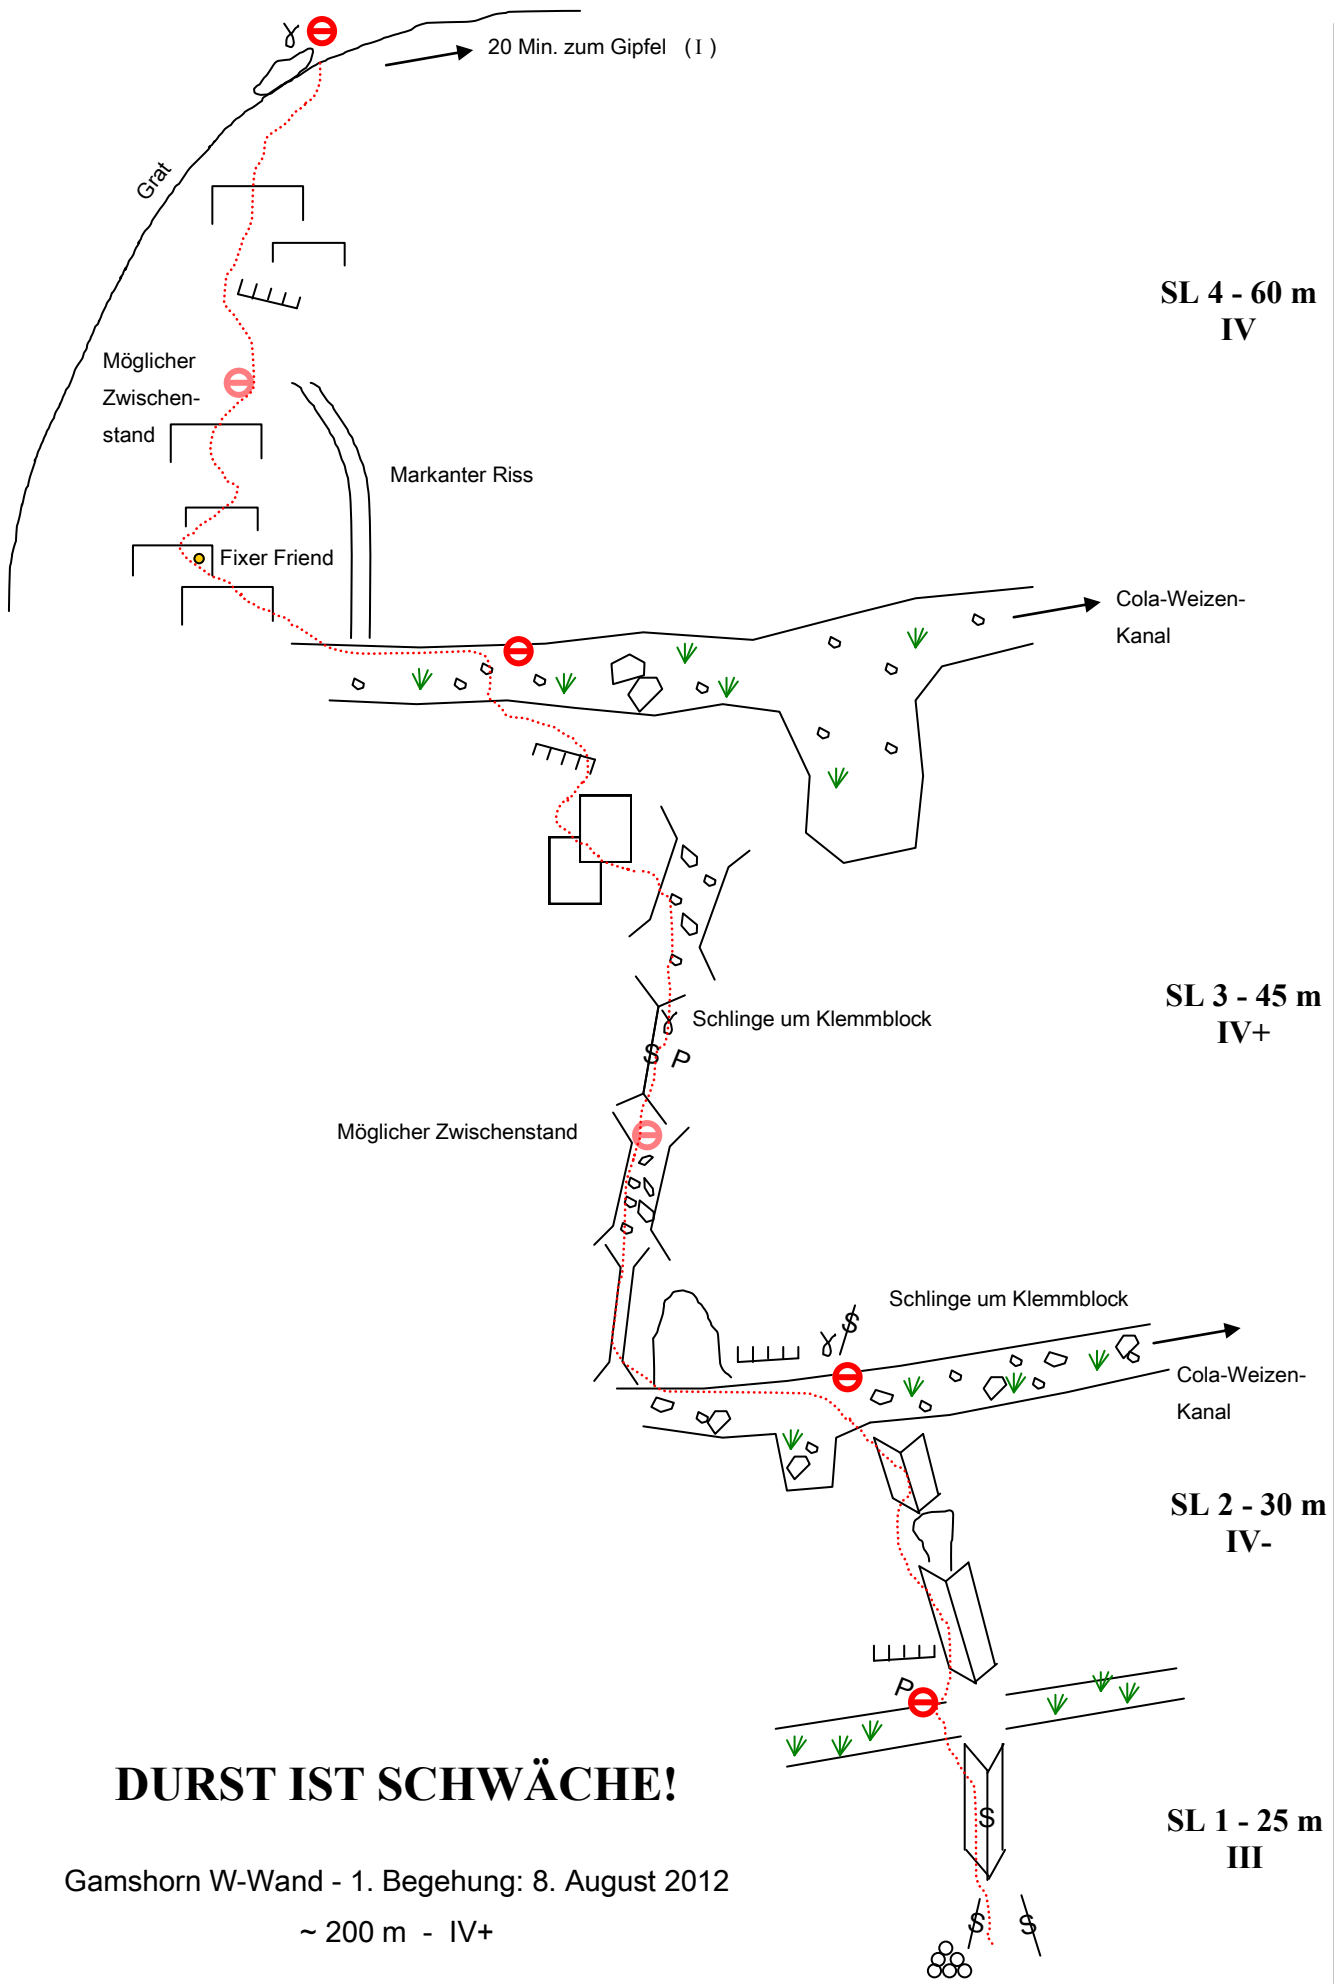 20 Min. zum Gipfel ( I )
Grat
SL 4 - 60 m
IV
Möglicher
Zwischen-
stand
Markanter Riss
Fixer Friend
Cola-Weizen-
Kanal
SL 3 - 45 m
IV+
Schlinge um Klemmblock
S P
Möglicher Zwischenstand
Schlinge um Klemmblock
S
Cola-Weizen-
Kanal
SL 2 - 30 m
IV-
P
DURST IST SCHWÄCHE!
SL 1 - 25 m
III
S
Gamshorn W-Wand - 1. Begehung: 8. August 2012
~ 200 m - IV+
S S